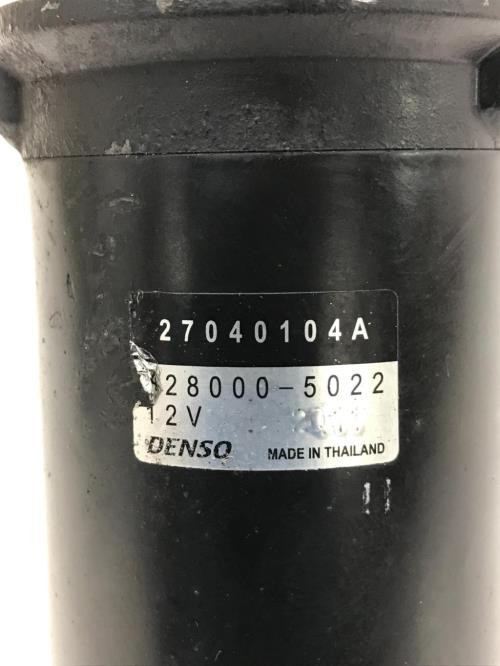 27040104A
28000-5022
12V
DENSO MADE IN THAILAND